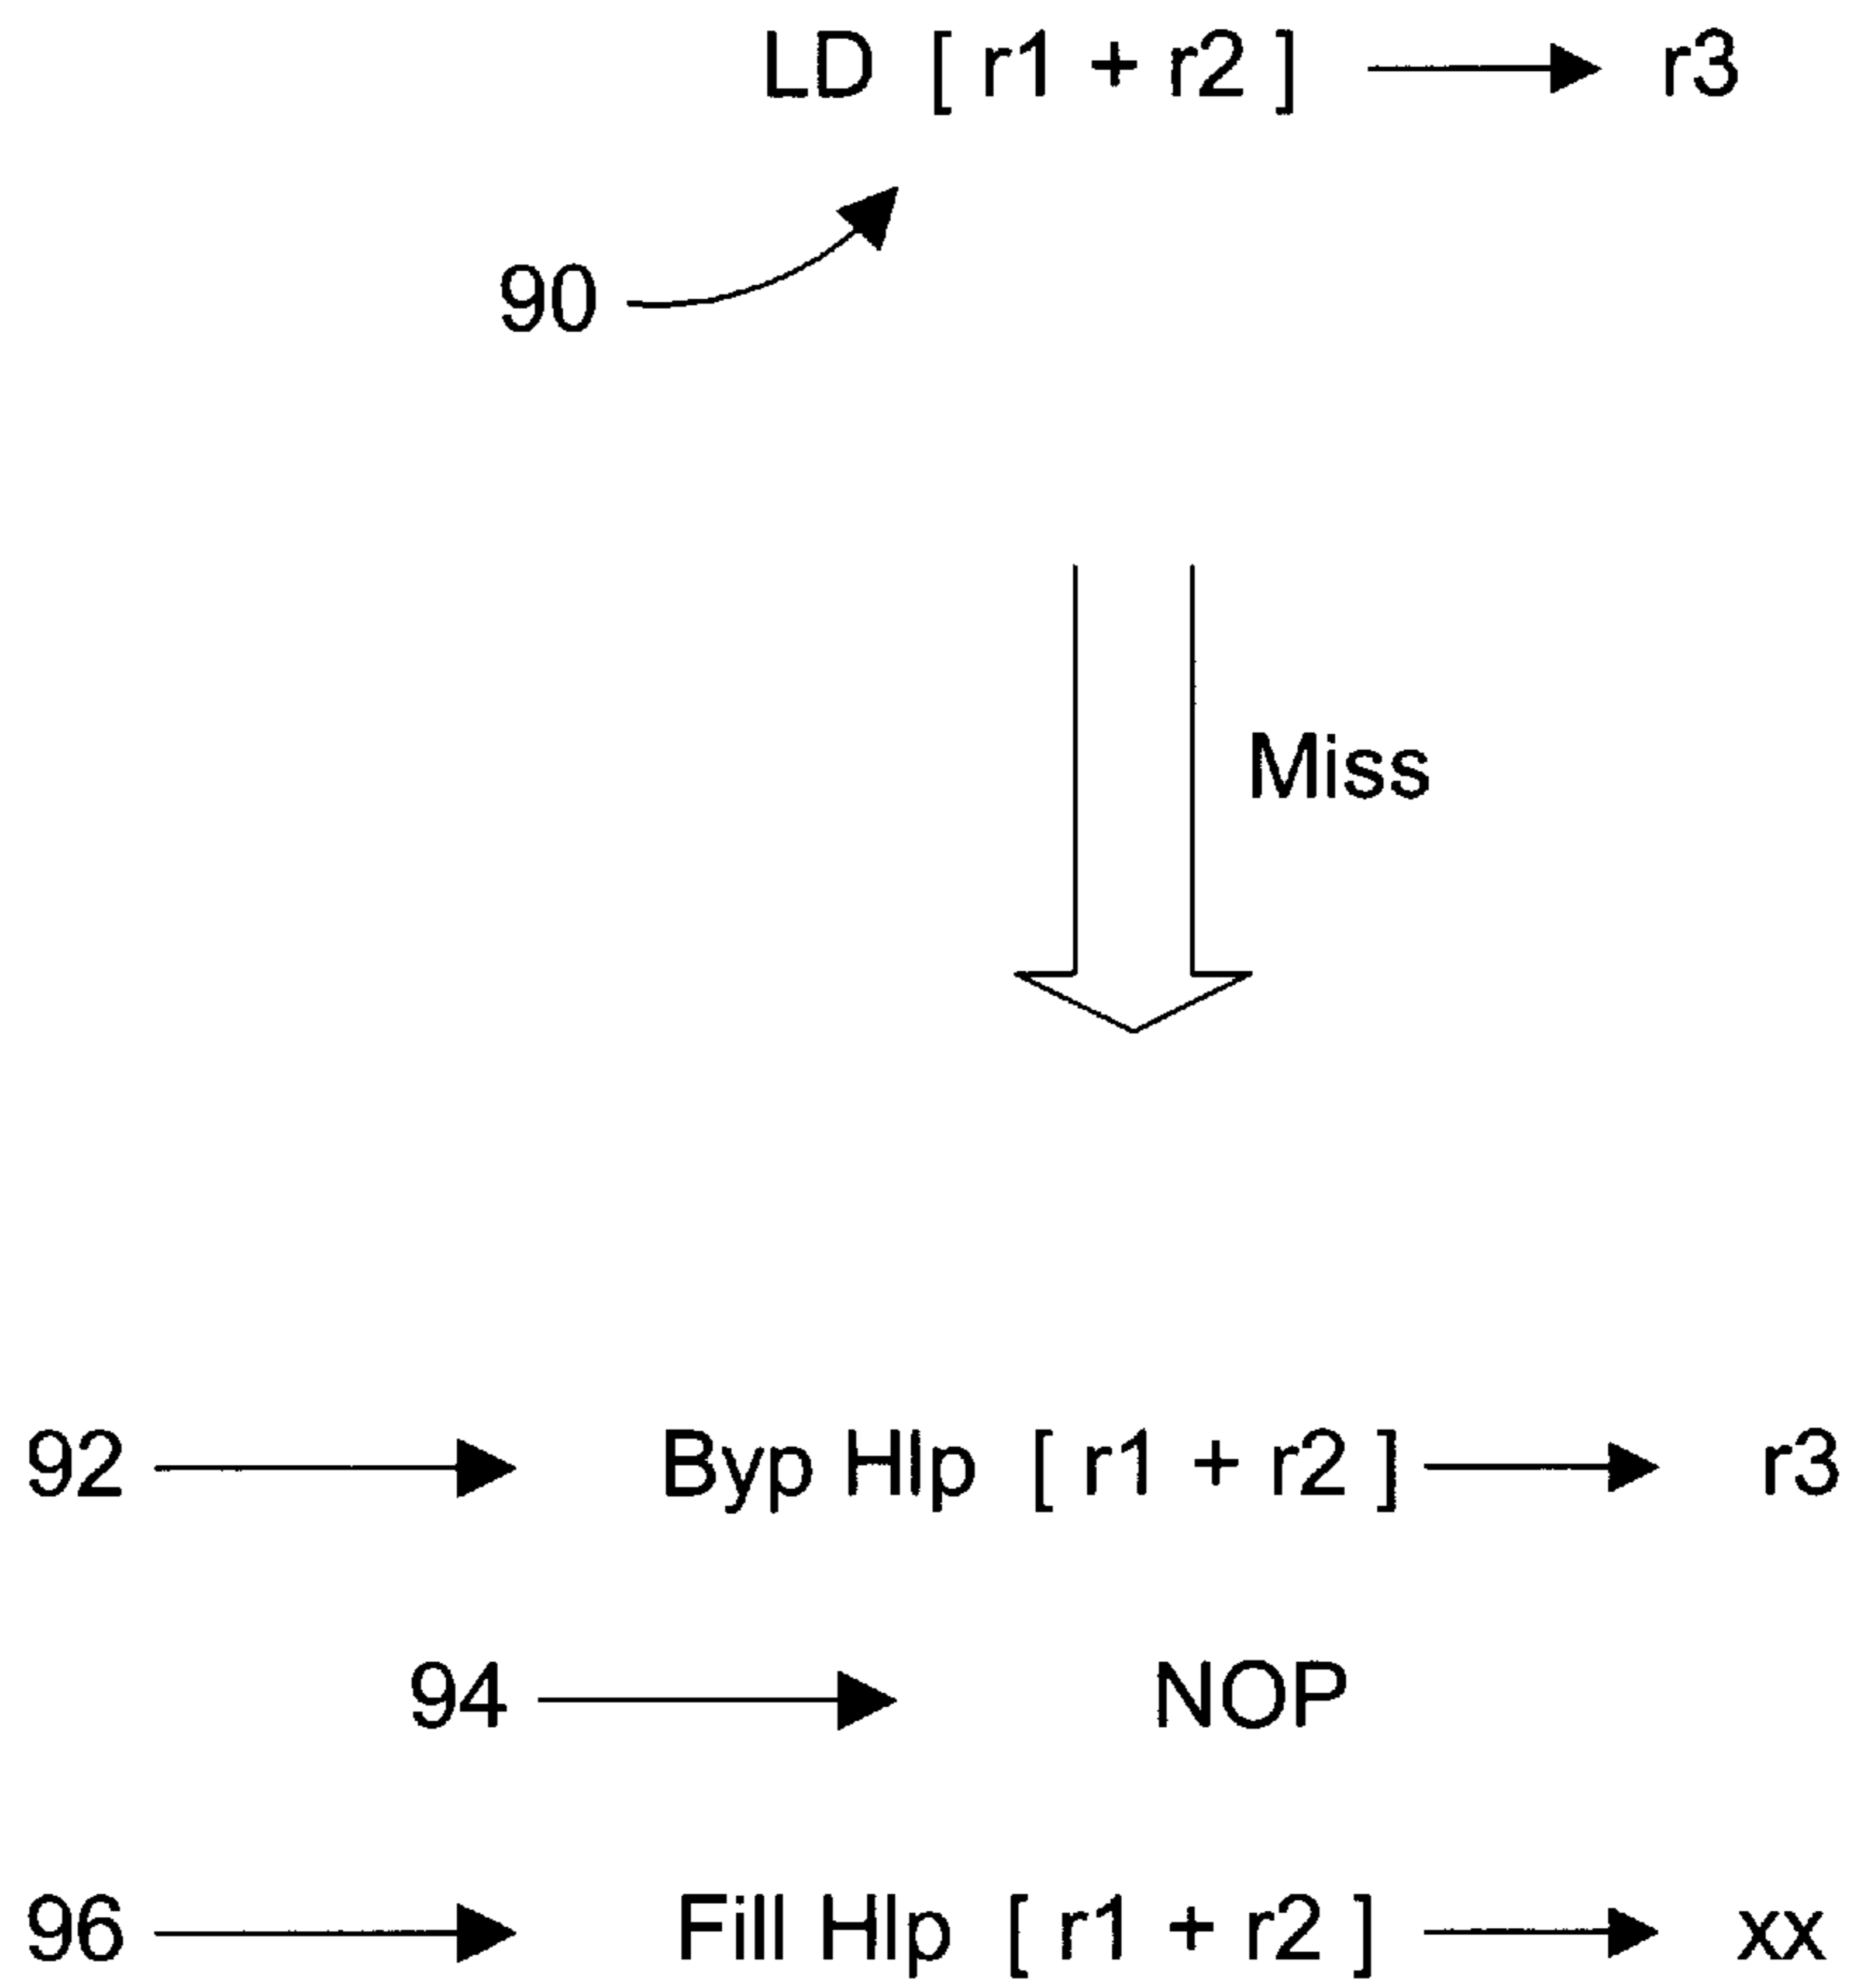 LD [ r1 + r2 ] r3
90
Miss
92 Byp Hlp [ r1 + r2 ] r3
94 NOP
96 Fill Hlp [ r1 + r2 ] xx